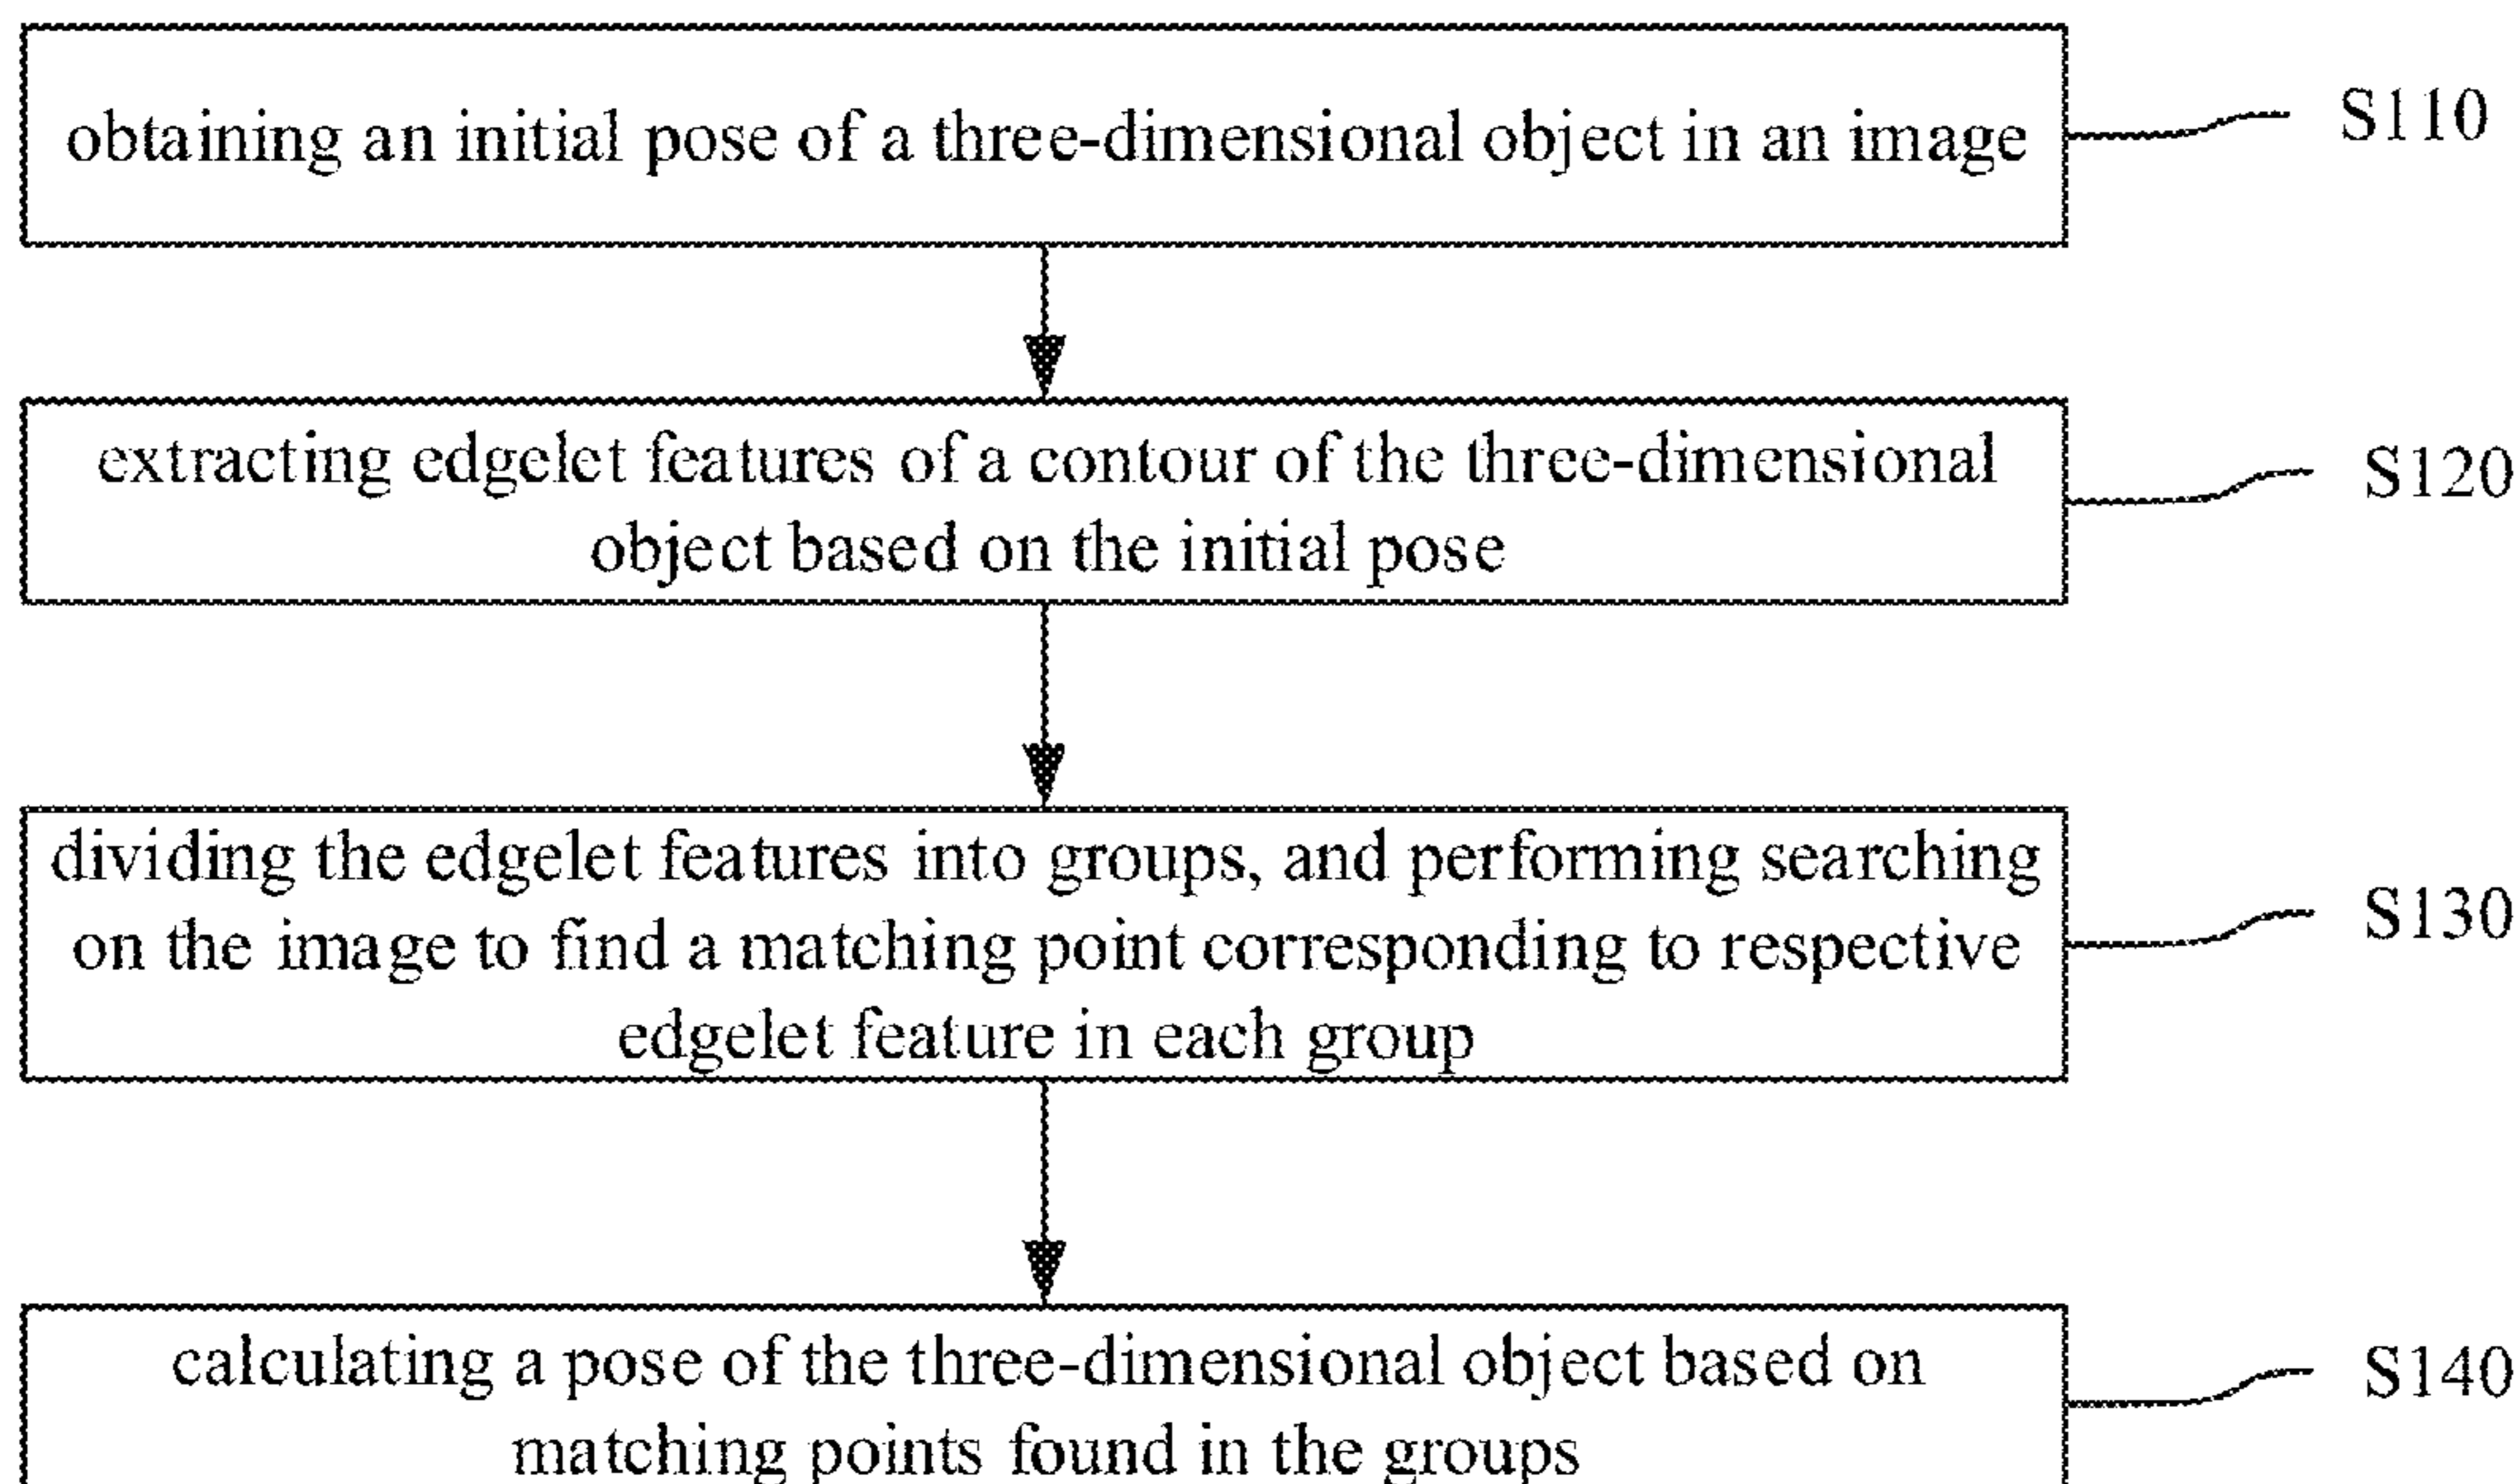 obtaining an initial pose of a three-dimensional object in an image
S110
extracting edgelet features of a contour of the three-dimensional
object based on the initial pose
S120
dividing the edgelet features into groups, and performing searching
on the image to find a matching point corresponding to respective
edgelet feature in each group
S130
calculating a pose of the three-dimensional object based on
matching points found in the groups
S140